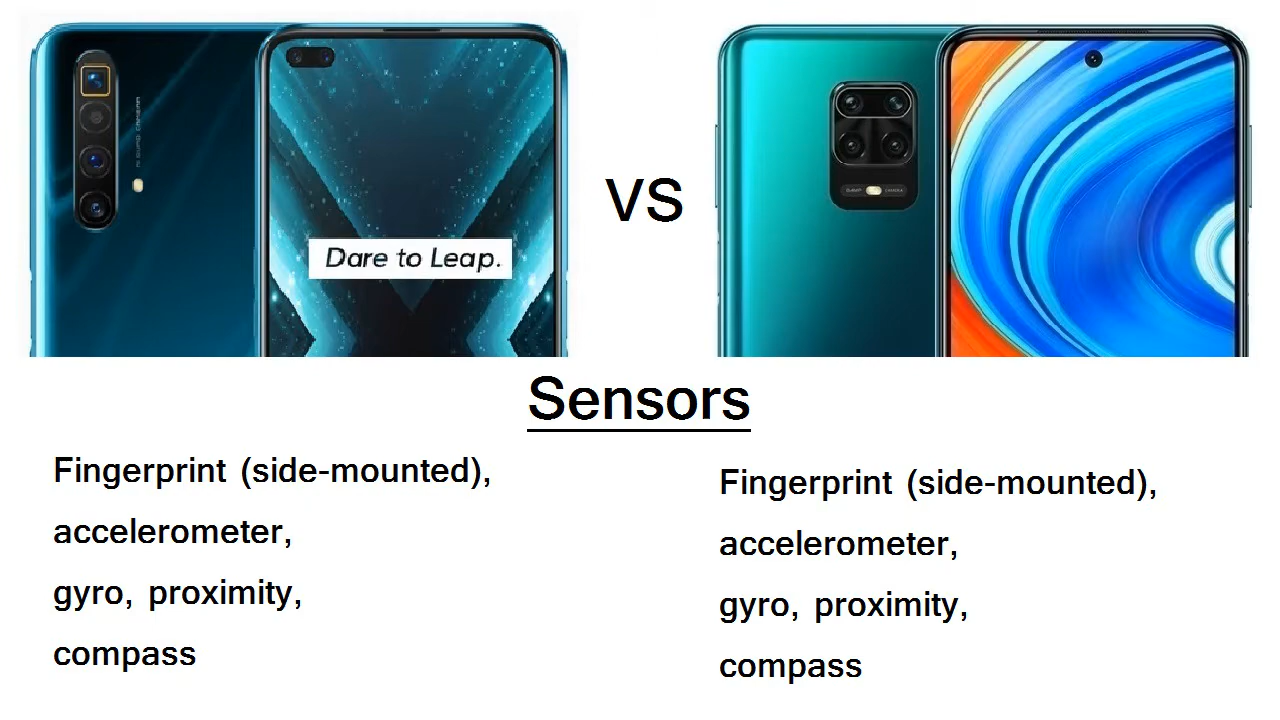 Dare to Leap.
VS
Sensors
Fingerprint (side-mounted),
accelerometer,
gyro, proximity,
compass
Fingerprint (side-mounted),
accelerometer,
gyro, proximity,
compass